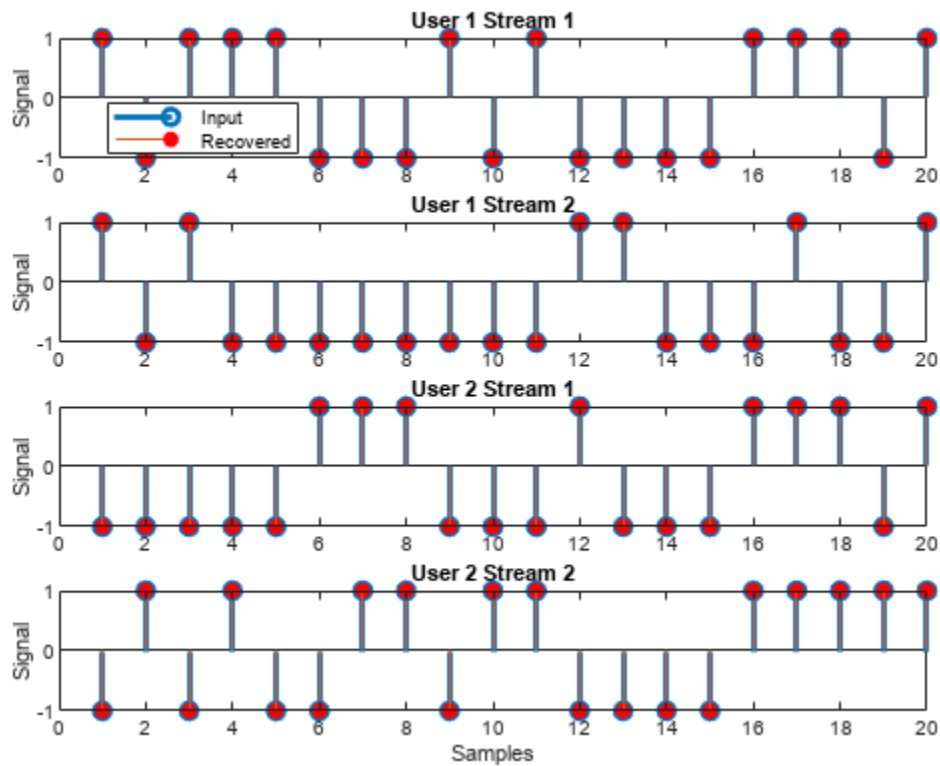 User 1 Stream 1
1
0
-1
Signal
Input
Recovered
0 2 4 6 8 10 12 14 16 18 20
User 1 Stream 2
1
0
-1
Signal
0 2 4 6 8 10 12 14 16 18 20
User 2 Stream 1
1
0
-1
Signal
0 2 4 6 8 10 12 14 16 18 20
User 2 Stream 2
1
0
-1
Signal
0 2 4 6 8 10 12 14 16 18 20
Samples